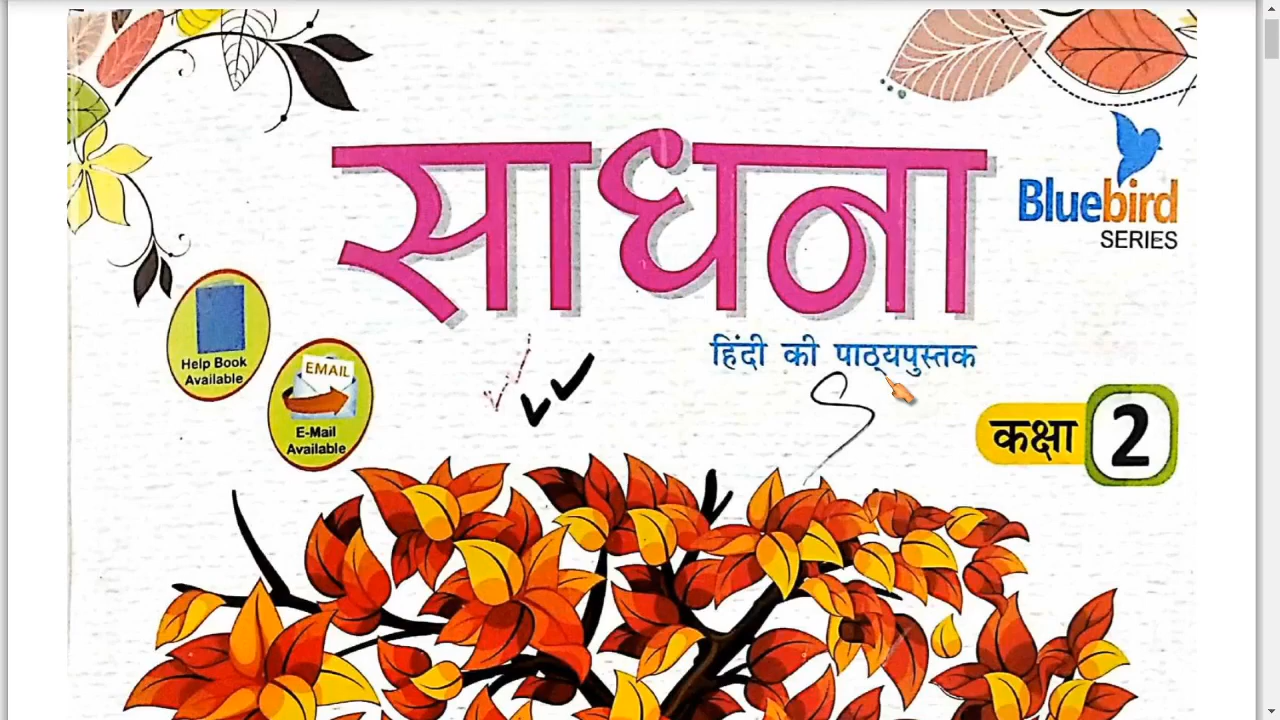 साधना
Bluebird
SERIES
हिंदी की पाठ्यपुस्तक
Help Book
Available
EMAIL
E-Mail
Available
कक्षा 2